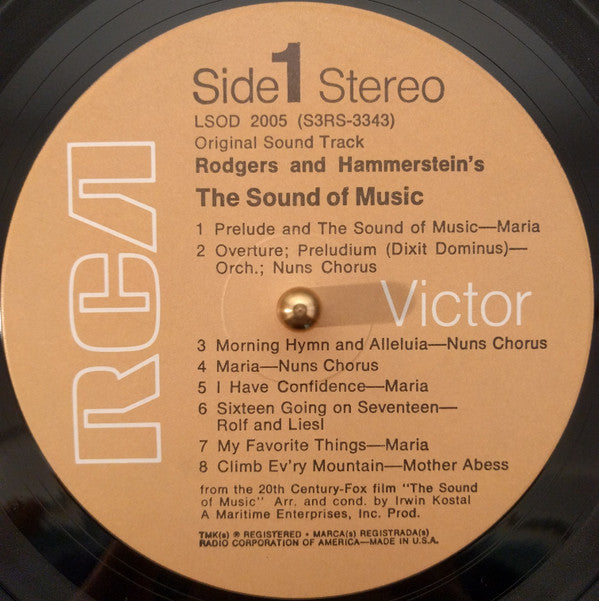 Side 1 Stereo
LSOD 2005 (S3RS-3343)
Original Sound Track
Rodgers and Hammerstein's
The Sound of Music
1 Prelude and The Sound of Music—Maria
2 Overture; Preludium (Dixit Dominus)—
Orch.; Nuns Chorus
RCA
Victor
3 Morning Hymn and Alleluia—Nuns Chorus
4 Maria—Nuns Chorus
5 I Have Confidence—Maria
6 Sixteen Going on Seventeen—
Rolf and Liesl
7 My Favorite Things—Maria
8 Climb Ev'ry Mountain—Mother Abess
from the 20th Century-Fox film "The Sound
of Music" Arr. and cond. by Irwin Kostal
A Maritime Enterprises, Inc. Prod.
TMK(s) ® REGISTERED • MARCA(s) REGISTRADA(s)
RADIO CORPORATION OF AMERICA—MADE IN U.S.A.